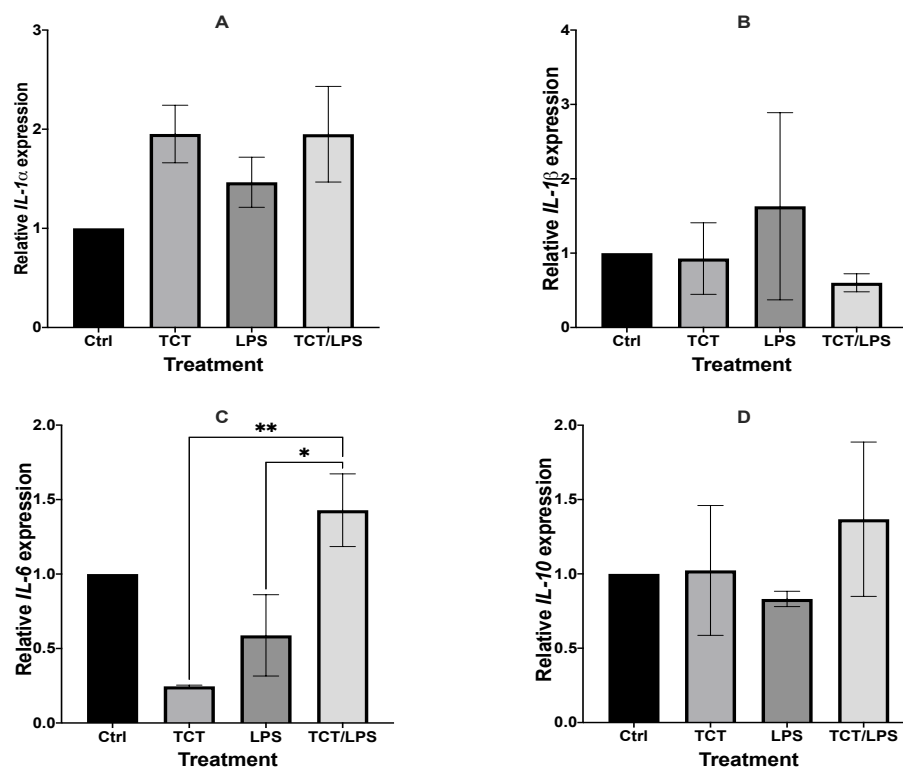 A
Relative IL-1α expression
3
2
1
0
Ctrl TCT LPS TCT/LPS
Treatment
B
Relative IL-1β expression
4
3
2
1
0
Ctrl TCT LPS TCT/LPS
Treatment
C
Relative IL-6 expression
2.0
**
*
1.5
1.0
0.5
0.0
Ctrl TCT LPS TCT/LPS
Treatment
D
Relative IL-10 expression
2.0
1.5
1.0
0.5
0.0
Ctrl TCT LPS TCT/LPS
Treatment